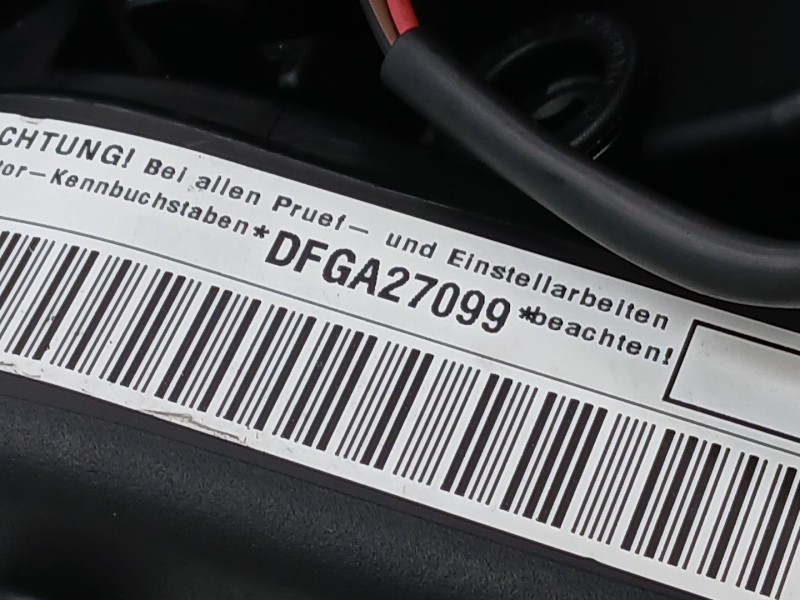 CHTUNG! Bei allen Pruef- und Einstellarbeiten
tor-Kennbuchstaben*DFGA27099*beachten!